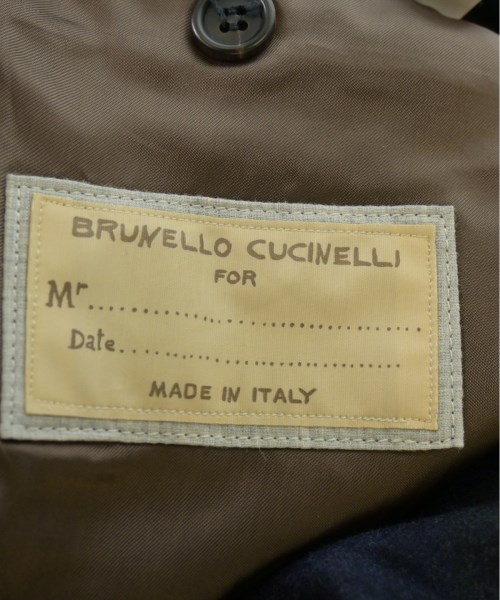 BRUNELLO CUCINELLI
FOR
Mr........................................
Date........................................
MADE IN ITALY